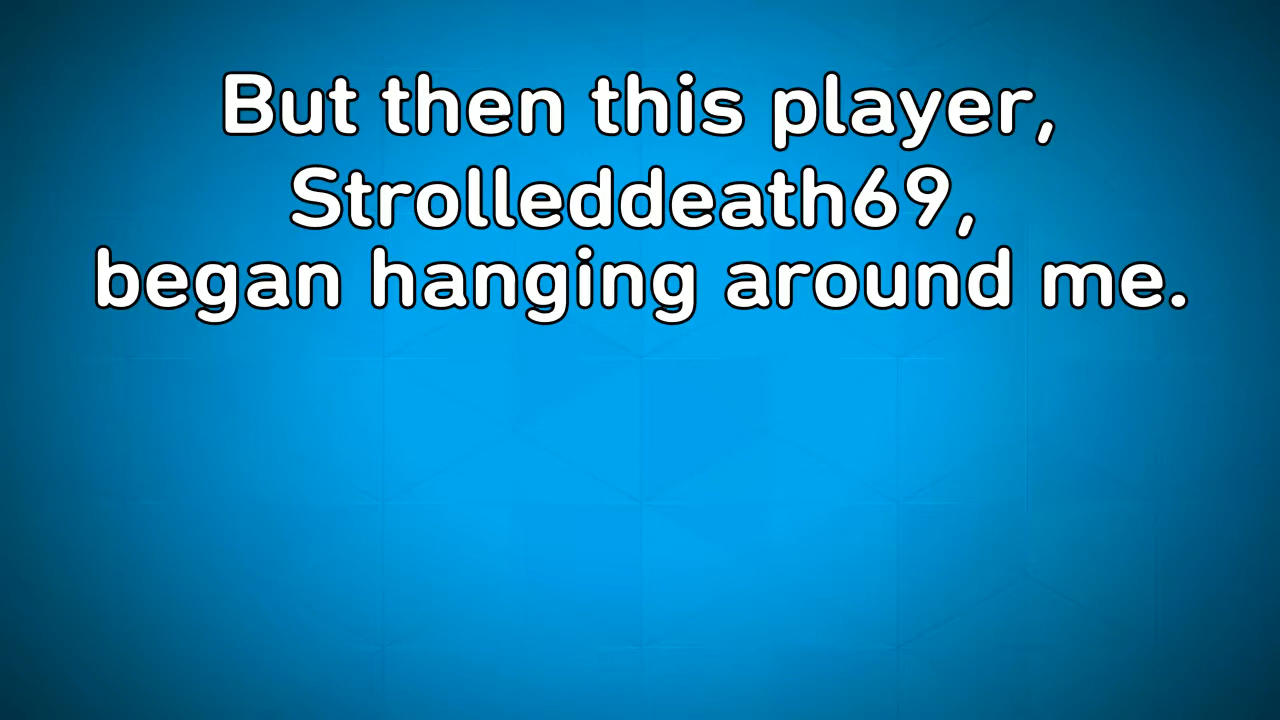 But then this player,
Strolleddeath69,
began hanging around me.